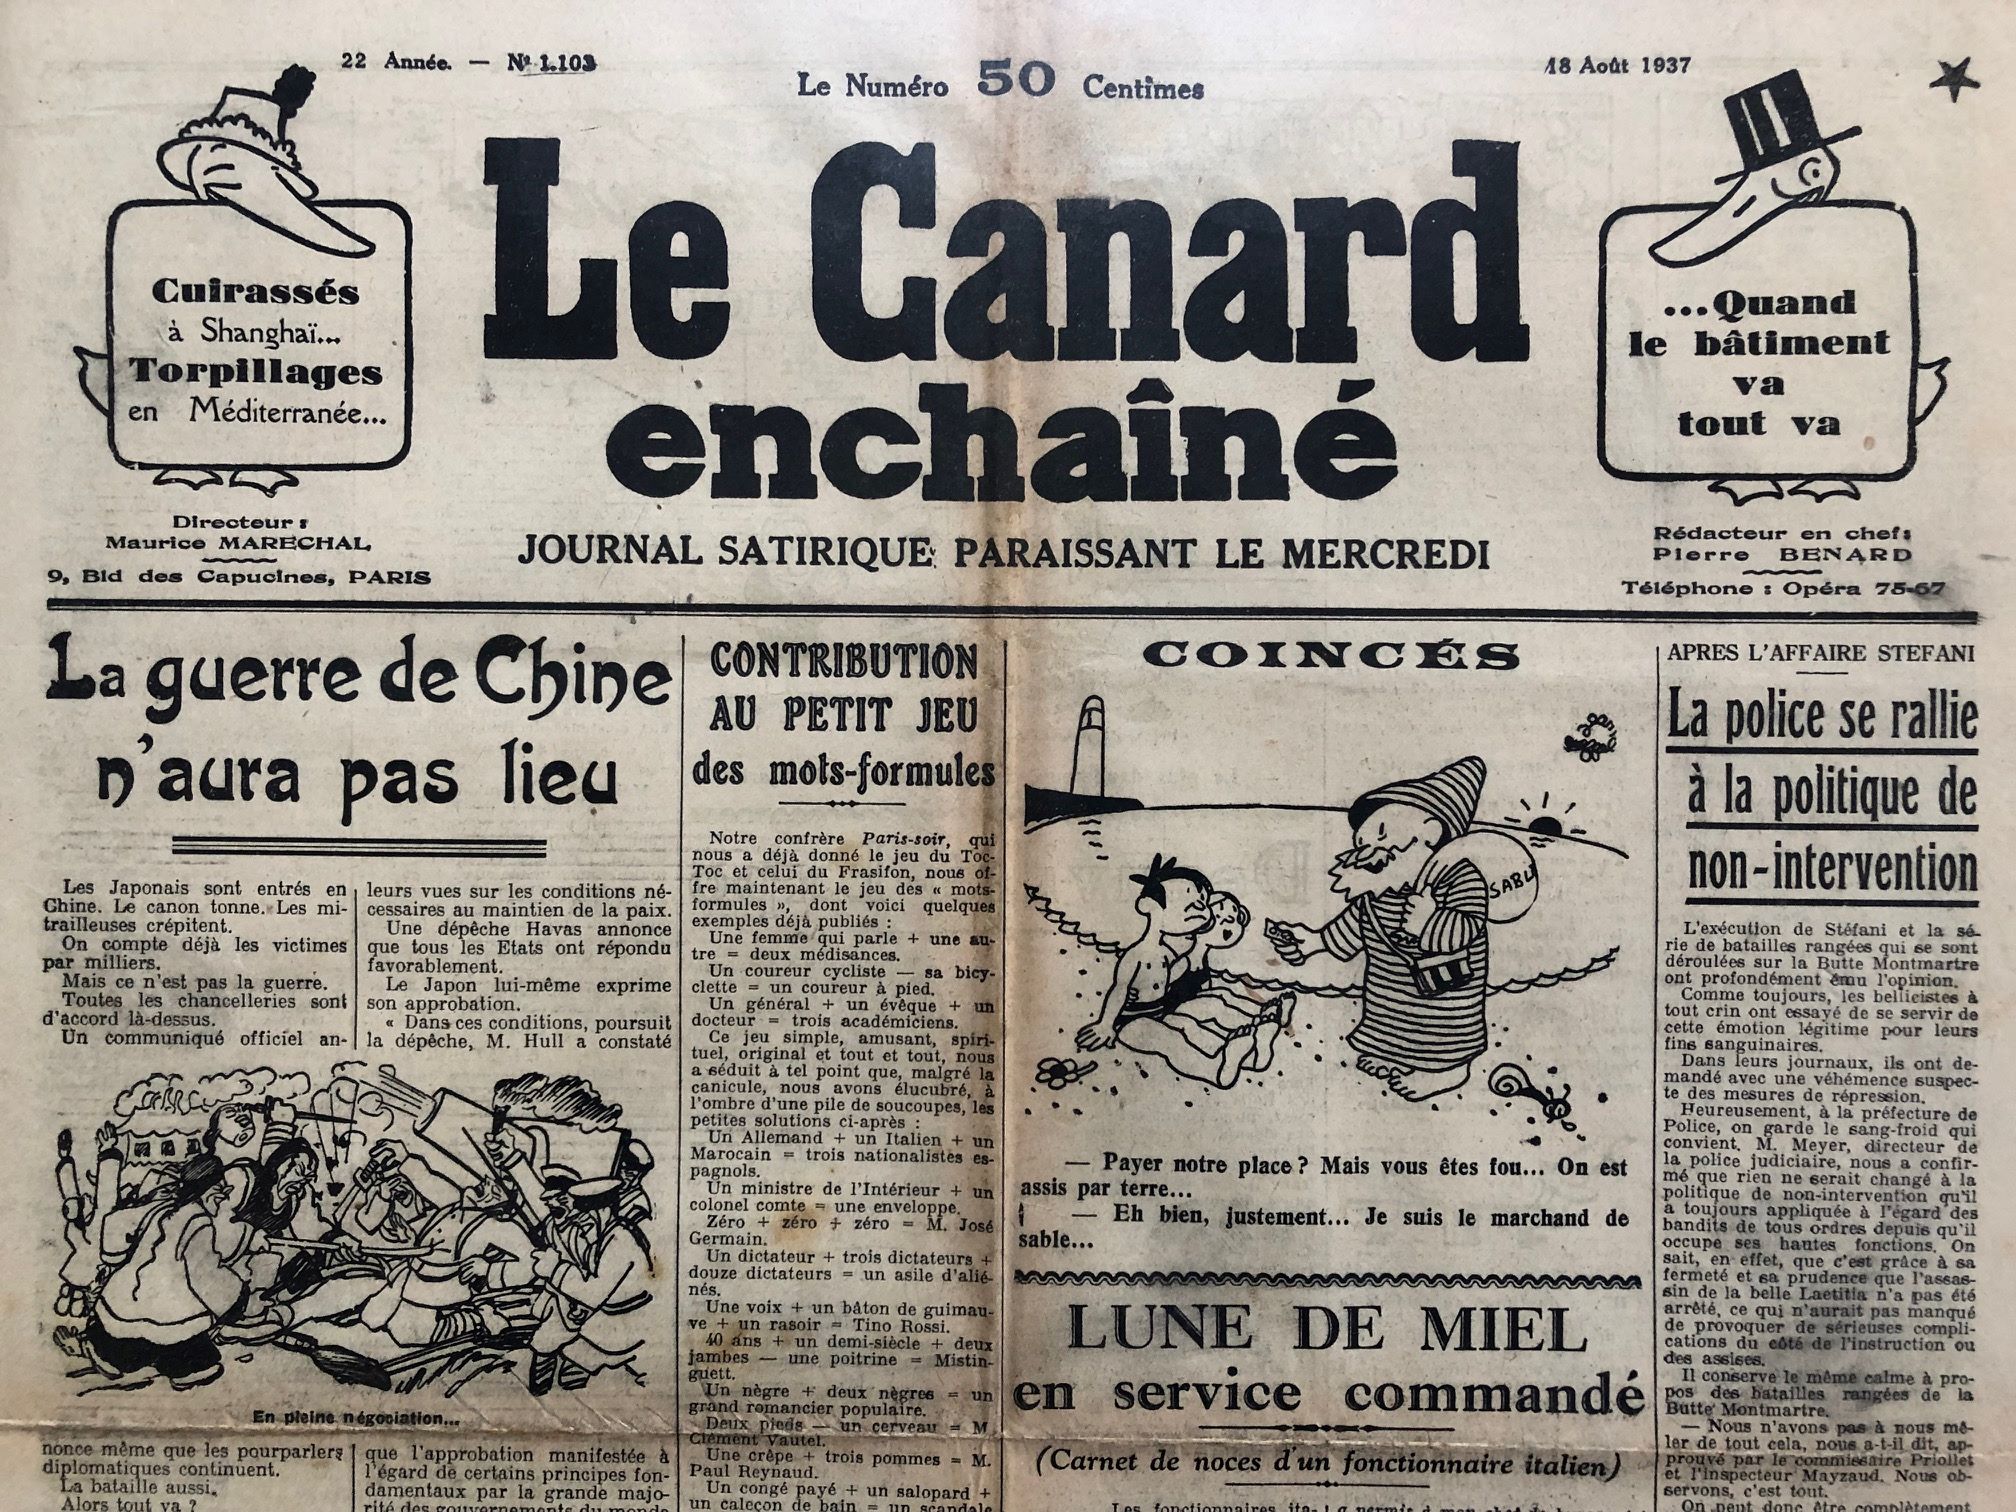 22 Année. — Nº 1.103
Le Numéro 50 Centimes
18 Août 1937
Cuirassés
à Shanghaï...
Torpillages
en Méditerranée...
Le Canard
enchaîné
...Quand
le bâtiment
va
tout va
Directeur :
Maurice MARECHAL
9, Bld des Capucines, PARIS
JOURNAL SATIRIQUE PARAISSANT LE MERCREDI
Rédacteur en chef :
Pierre BENARD
Téléphone : Opéra 75-67
La guerre de Chine
n'aura pas lieu
Les Japonais sont entrés en
Chine. Le canon tonne. Les mi-
trailleuses crépitent.
On compte déjà les victimes
par milliers.
Mais ce n'est pas la guerre.
Toutes les chancelleries sont
d'accord là-dessus.
Un communiqué officiel an-
leurs vues sur les conditions né-
cessaires au maintien de la paix.
Une dépêche Havas annonce
que tous les Etats ont répondu
favorablement.
Le Japon lui-même exprime
son approbation.
« Dans ces conditions, poursuit
la dépêche, M. Hull a constaté
En pleine négociation...
nonce même que les pourparlers
diplomatiques continuent.
La bataille aussi.
Alors tout va ?
que l'approbation manifestée à
l'égard de certains principes fon-
damentaux par la grande majo-
rité des gouvernements du monde
CONTRIBUTION
AU PETIT JEU
des mots-formules
Notre confrère Paris-soir, qui
nous a déjà donné le jeu du Toc-
Toc et celui du Frasifon, nous of-
fre maintenant le jeu des « mots-
formules », dont voici quelques
exemples déjà publiés :
Une femme qui parle + une au-
tre = deux médisances.
Un coureur cycliste — sa bicy-
clette = un coureur à pied.
Un général + un évêque + un
docteur = trois académiciens.
Ce jeu simple, amusant, spiri-
tuel, original et tout et tout, nous
a séduit à tel point que, malgré la
canicule, nous avons élucubré, à
l'ombre d'une pile de soucoupes, les
petites solutions ci-après :
Un Allemand + un Italien + un
Marocain = trois nationalistes es-
pagnols.
Un ministre de l'Intérieur + un
colonel comte = une enveloppe.
Zéro + zéro + zéro = M. José
Germain.
Un dictateur + trois dictateurs +
douze dictateurs = un asile d'alié-
nés.
Une voix + un bâton de guimau-
ve + un rasoir = Tino Rossi.
40 ans + un demi-siècle + deux
jambes — une poitrine = Mistin-
guett.
Un nègre + deux nègres = un
grand romancier populaire.
Deux pieds — un cerveau = M.
Clément Vautel.
Une crêpe + trois pommes = M.
Paul Reynaud.
Un congé payé + un salopard +
un caleçon de bain = un scandale
COINCÉS
SABLE
— Payer notre place ? Mais vous êtes fou... On est
assis par terre...
— Eh bien, justement... Je suis le marchand de
sable...
LUNE DE MIEL
en service commandé
(Carnet de noces d'un fonctionnaire italien)
Les fonctionnaires ita-
APRES L'AFFAIRE STEFANI
La police se rallie
à la politique de
non-intervention
L'exécution de Stéfani et la sé-
rie de batailles rangées qui se sont
déroulées sur la Butte Montmartre
ont profondément ému l'opinion.
Comme toujours, les bellicistes à
tout crin ont essayé de se servir de
cette émotion légitime pour leurs
fins sanguinaires.
Dans leurs journaux, ils ont de-
mandé avec une véhémence suspec-
te des mesures de répression.
Heureusement, à la préfecture de
Police, on garde le sang-froid qui
convient. M. Meyer, directeur de
la police judiciaire, nous a confir-
mé que rien ne serait changé à la
politique de non-intervention qu'il
a toujours appliquée à l'égard des
bandits de tous ordres depuis qu'il
occupe ses hautes fonctions. On
sait, en effet, que c'est grâce à sa
fermeté et sa prudence que l'assas-
sin de la belle Laetitia n'a pas été
arrêté, ce qui n'aurait pas manqué
de provoquer de sérieuses compli-
cations du côté de l'instruction ou
des assises.
Il conserve le même calme à pro-
pos des batailles rangées de la
Butte Montmartre.
— Nous n'avons pas à nous mê-
ler de tout cela, nous a-t-il dit, ap-
prouvé par le commissaire Priollet
et l'inspecteur Mayzaud. Nous ob-
servons, c'est tout.
On peut donc être complètement